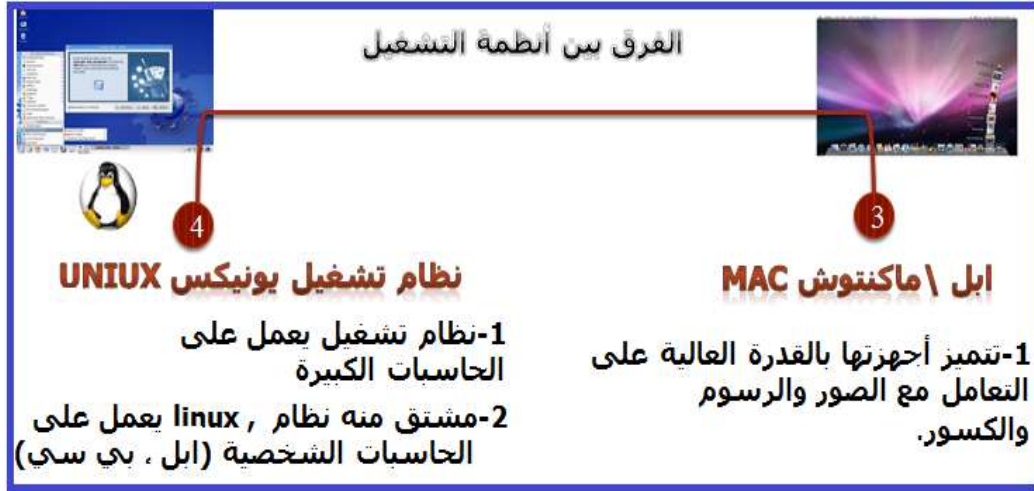 الفرق بين أنظمة التشغيل
3
ابل \ماكنتوش MAC
1-تتميز أجهزتها بالقدرة العالية على
التعامل مع الصور والرسوم
والكسور.
4
نظام تشغيل يونيكس UNIUX
1-نظام تشغيل يعمل على
الحاسبات الكبيرة
2-مشتق منه نظام , linux يعمل على
الحاسبات الشخصية (ابل ، بي سي)